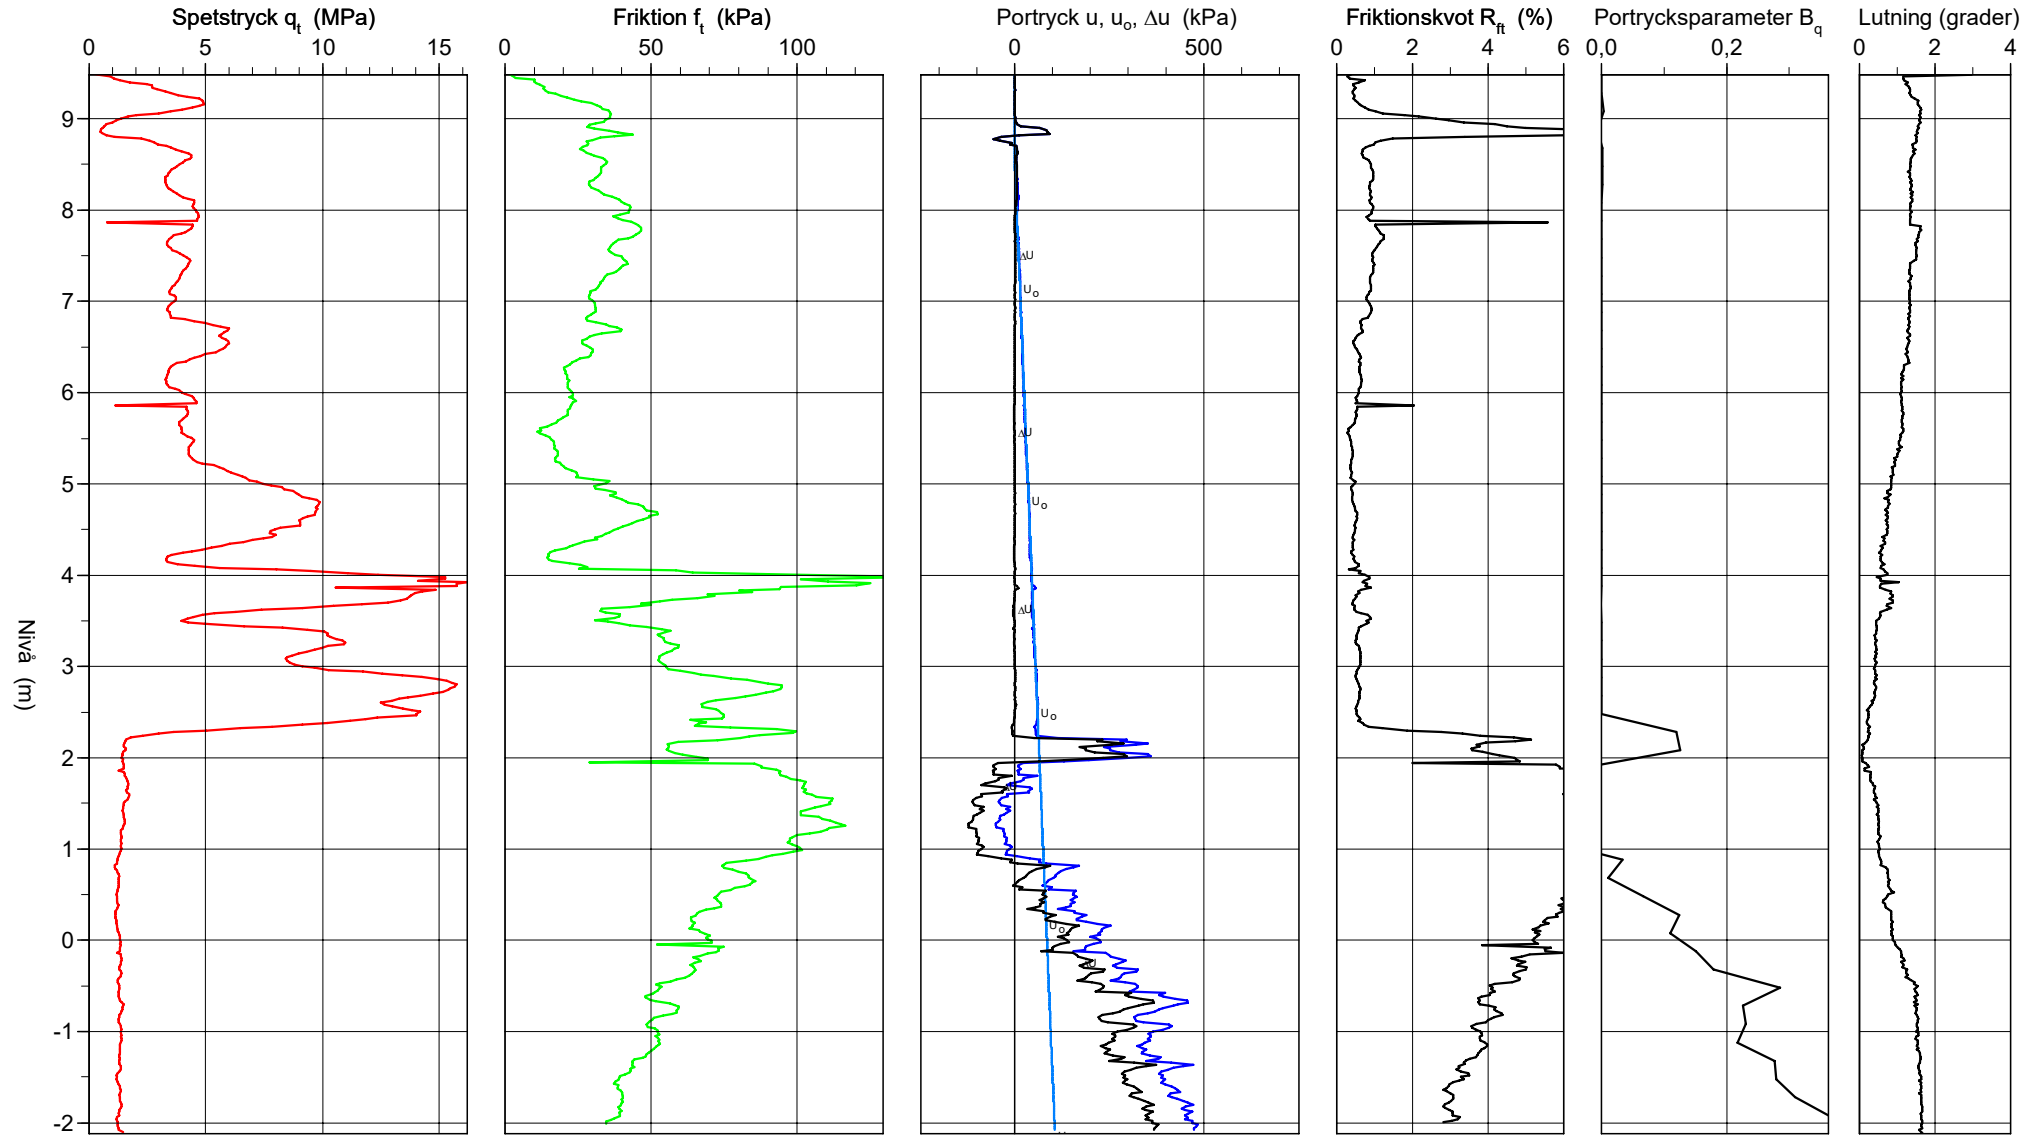 Spetstryck qt (MPa)
Friktion ft (kPa)
Portryck u, uo, Δu (kPa)
Friktionskvot Rft (%)
Portrycksparameter Bq
Lutning (grader)
0 5 10 15
0 50 100
0 500
0 2 4 6
0,0 0,2
0 2 4
9
8
ΔU
Uo
7
6
ΔU
5
Uo
4
ΔU
Nivå (m)
3
Uo
2
ΔU
1
Uo
0
ΔU
-1
-2